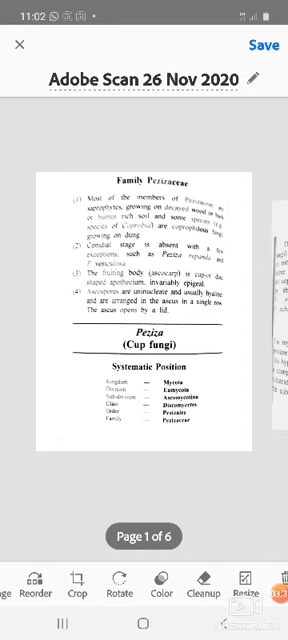 11:02
Save
Adobe Scan 26 Nov 2020
Family Pezizaceae
(1) Most of the members of Pezizaceae are
saprophytes, growing on decayed wood or
or humus rich soil and some species
species of Coprobia) are coprophilous fungi
growing on dung.
(2) Conidial stage is absent with a few
exceptions, such as Peziza repanda and
P. vesiculosa.
(3) The fruiting body (ascocarp) is cup-or disc
shaped apothecium, invariably epigeal.
(4) Ascospores are uninucleate and usually hyaline
and are arranged in the ascus in a single row.
The ascus opens by a lid.
Peziza
(Cup fungi)
Systematic Position
Kingdom — Mycota
Division — Eumycota
Sub-division — Ascomycotina
Class — Discomycetes
Order — Pezizales
Family — Pezizaceae
Page 1 of 6
Reorder
Crop
Rotate
Color
Cleanup
Resize